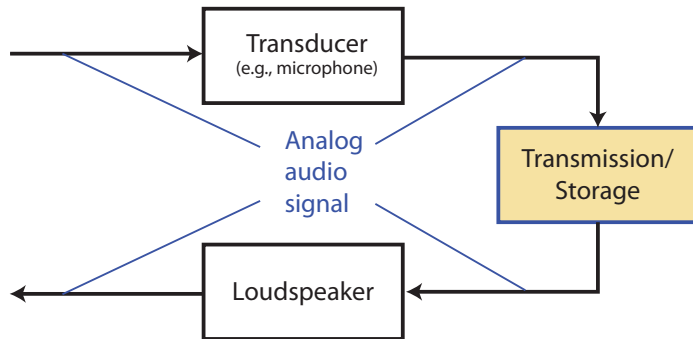 Transducer
(e.g., microphone)
Analog
audio
signal
Transmission/
Storage
Loudspeaker